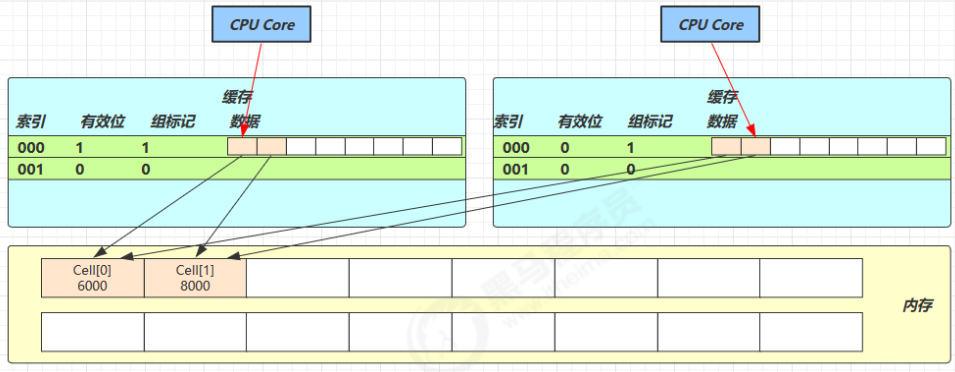 CPU Core
CPU Core
缓存
索引 有效位 组标记 数据
000 1 1
001 0 0
缓存
索引 有效位 组标记 数据
000 0 1
001 0 0
Cell[0]
6000
Cell[1]
8000
内存
黑马程序员
www.itheima.com